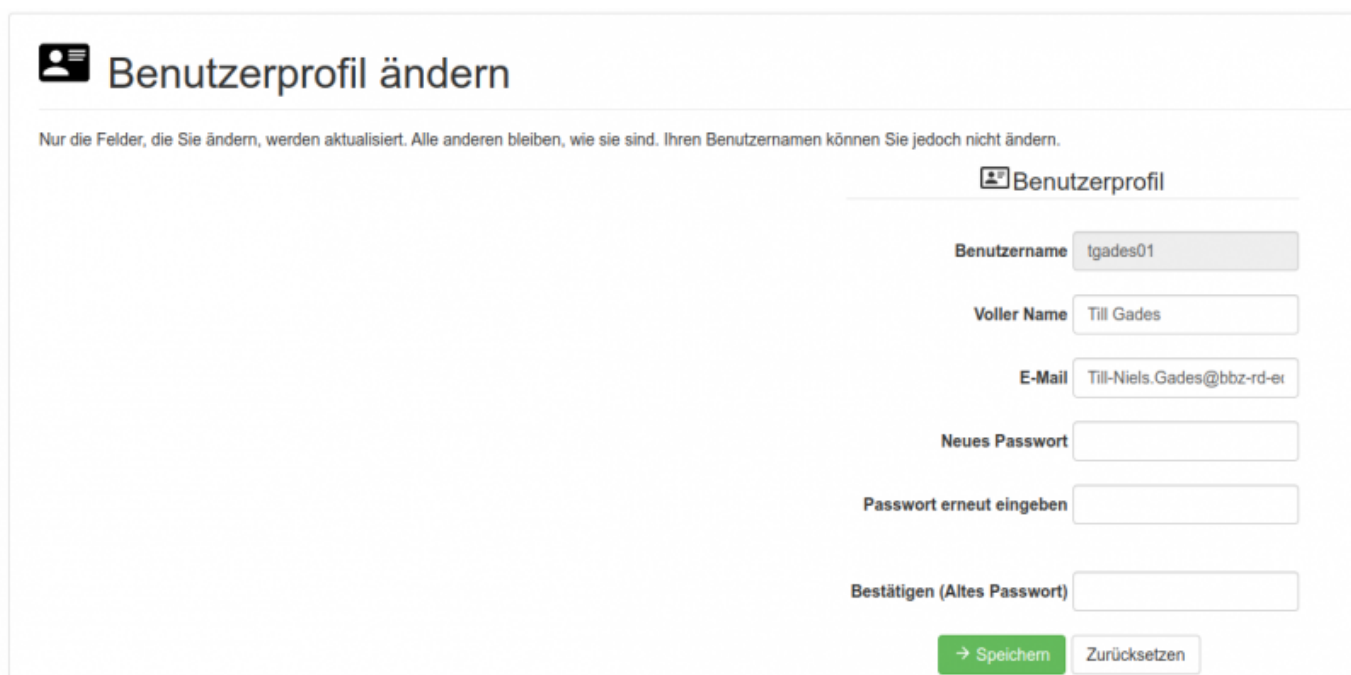 Benutzerprofil ändern
Nur die Felder, die Sie ändern, werden aktualisiert. Alle anderen bleiben, wie sie sind. Ihren Benutzernamen können Sie jedoch nicht ändern.
Benutzerprofil
Benutzername tgades01
Voller Name Till Gades
E-Mail Till-Niels.Gades@bbz-rd-ec
Neues Passwort
Passwort erneut eingeben
Bestätigen (Altes Passwort)
→ Speichern Zurücksetzen